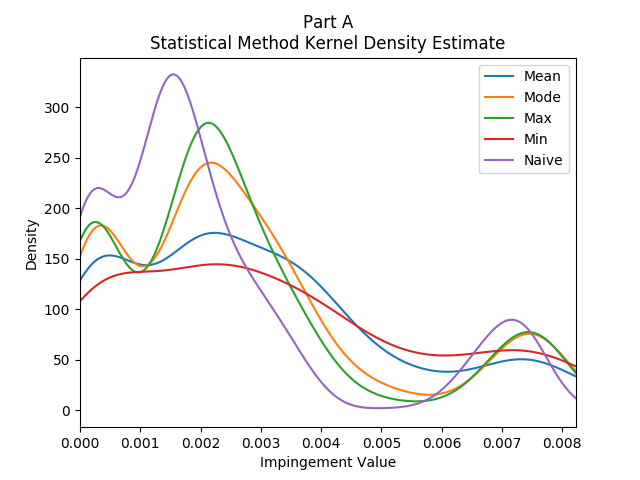 Part A
Statistical Method Kernel Density Estimate
Mean
Mode
Max
Min
Naive
300
250
200
150
100
50
0
Density
0.000 0.001 0.002 0.003 0.004 0.005 0.006 0.007 0.008
Impingement Value